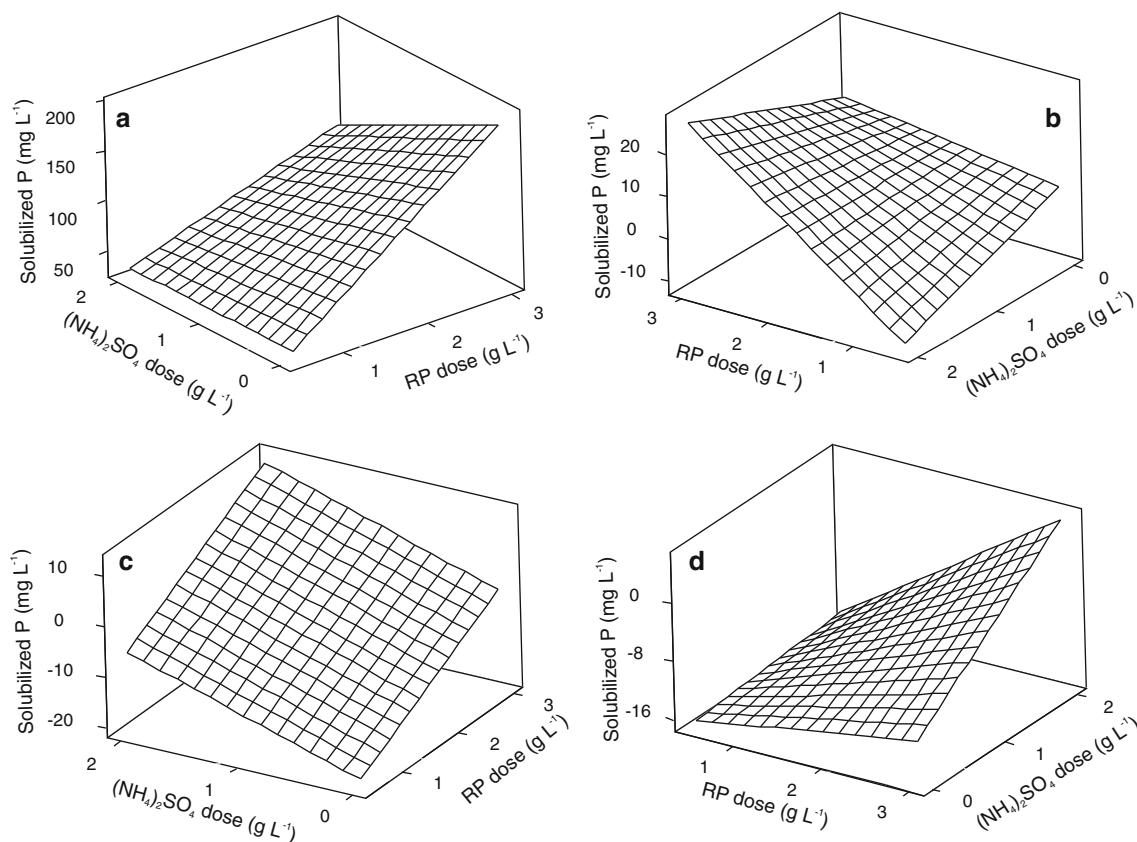 a
Solubilized P (mg L⁻¹)
200
150
100
50
2
1
0
(NH₄)₂SO₄ dose (g L⁻¹)
1
2
3
RP dose (g L⁻¹)
b
Solubilized P (mg L⁻¹)
20
10
0
-10
3
2
1
RP dose (g L⁻¹)
2
1
0
(NH₄)₂SO₄ dose (g L⁻¹)
c
Solubilized P (mg L⁻¹)
10
0
-10
-20
2
1
0
(NH₄)₂SO₄ dose (g L⁻¹)
1
2
3
RP dose (g L⁻¹)
d
Solubilized P (mg L⁻¹)
0
-8
-16
1
2
3
RP dose (g L⁻¹)
0
1
2
(NH₄)₂SO₄ dose (g L⁻¹)